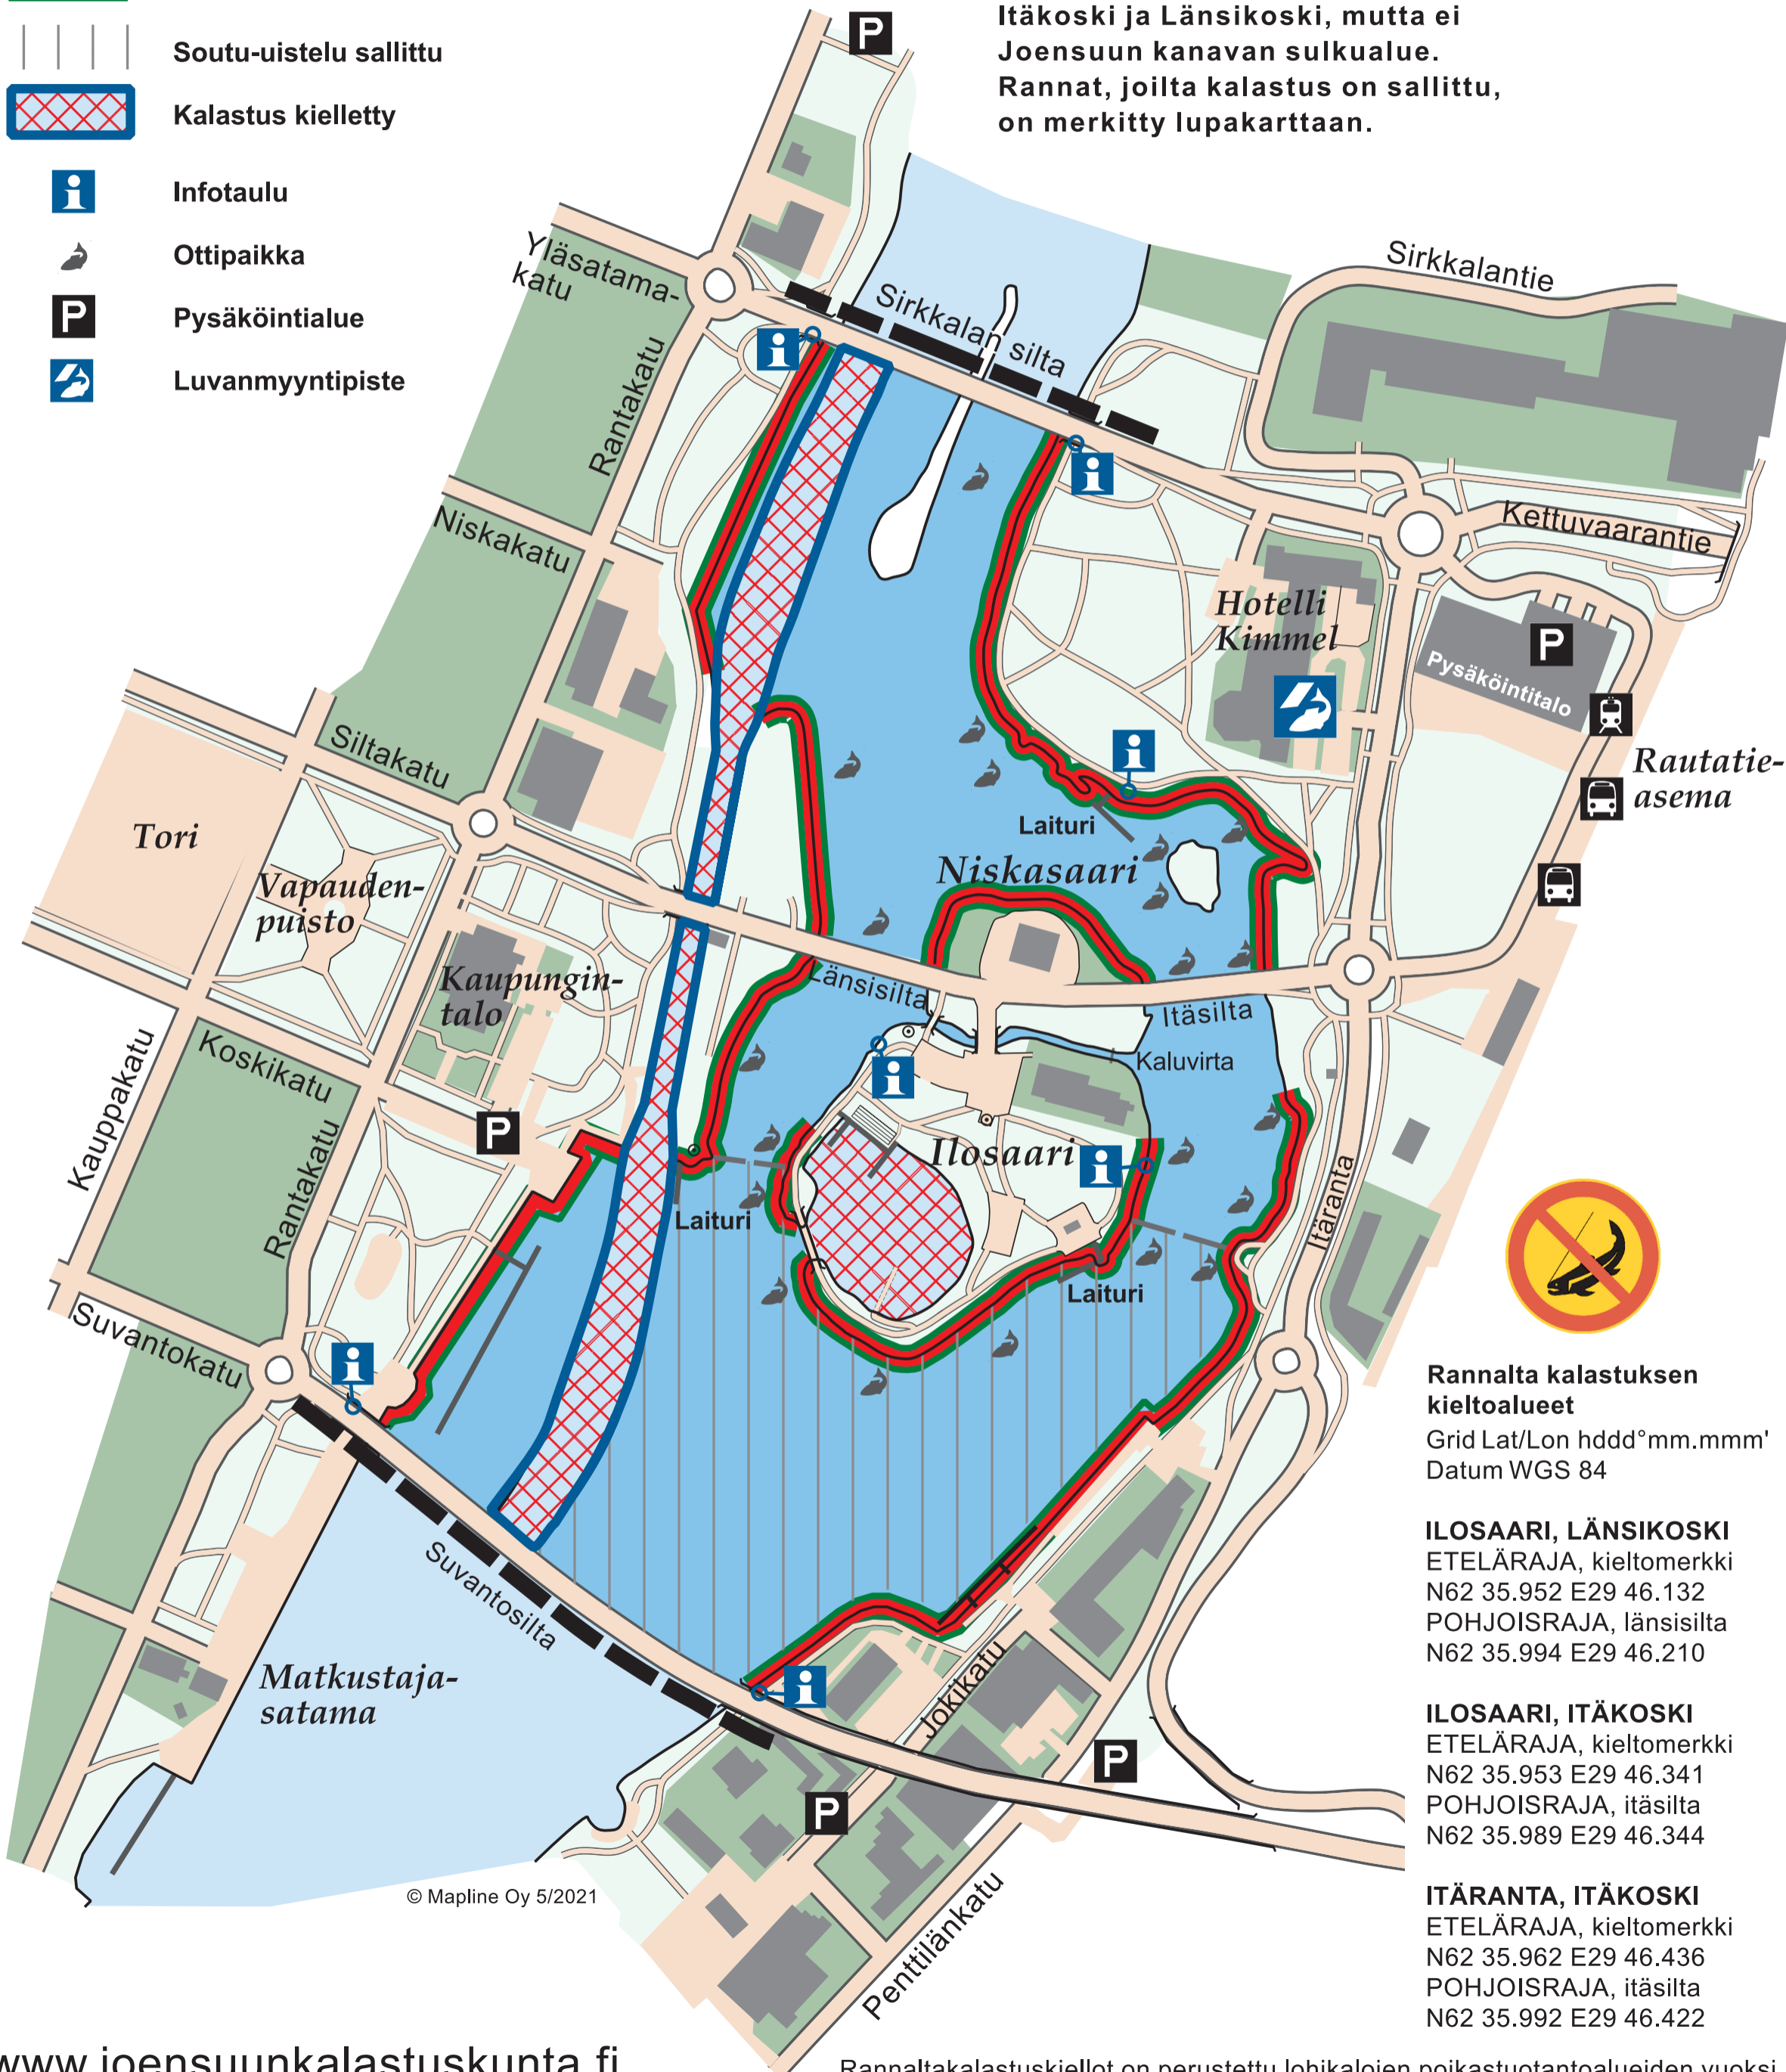 Itäkoski ja Länsikoski, mutta ei
Joensuun kanavan sulkualue.
Rannat, joilta kalastus on sallittu,
on merkitty lupakarttaan.
Soutu-uistelu sallittu
Kalastus kielletty
Infotaulu
Ottipaikka
P
Pysäköintialue
Luvanmyyntipiste
P
Yläsatama-
katu
Sirkkalan silta
Sirkkalantie
Rantakatu
Niskakatu
Kettuvaarantie
Hotelli
Kimmel
P
Pysäköintitalo
Rautatie-
asema
Siltakatu
Tori
Vapauden-
puisto
Laituri
Niskasaari
Kaupungin-
talo
Länsisilta
Itäsilta
Kaluvirta
Koskikatu
Kauppakatu
P
Rantakatu
Ilosaari
Laituri
Laituri
Itäranta
Suvantokatu
Suvantosilta
Matkustaja-
satama
Jokikatu
P
P
Penttilänkatu
© Mapline Oy 5/2021
Rannalta kalastuksen
kieltoalueet
Grid Lat/Lon hddd°mm.mmm'
Datum WGS 84
ILOSAARI, LÄNSIKOSKI
ETELÄRAJA, kieltomerkki
N62 35.952 E29 46.132
POHJOISRAJA, länsisilta
N62 35.994 E29 46.210
ILOSAARI, ITÄKOSKI
ETELÄRAJA, kieltomerkki
N62 35.953 E29 46.341
POHJOISRAJA, itäsilta
N62 35.989 E29 46.344
ITÄRANTA, ITÄKOSKI
ETELÄRAJA, kieltomerkki
N62 35.962 E29 46.436
POHJOISRAJA, itäsilta
N62 35.992 E29 46.422
www.joensuunkalastuskunta.fi
Rannaltakalastuskiellot on perustettu lohikalojen poikastuotantoalueiden vuoksi